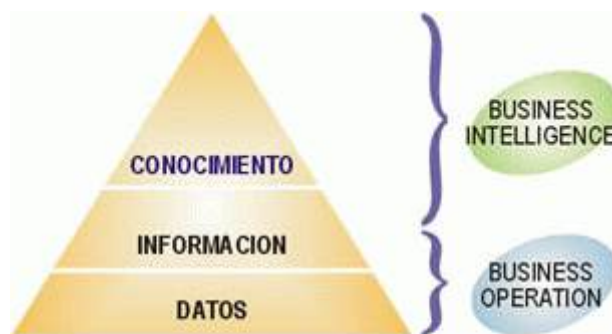 CONOCIMIENTO
INFORMACION
DATOS
BUSINESS
INTELLIGENCE
BUSINESS
OPERATION